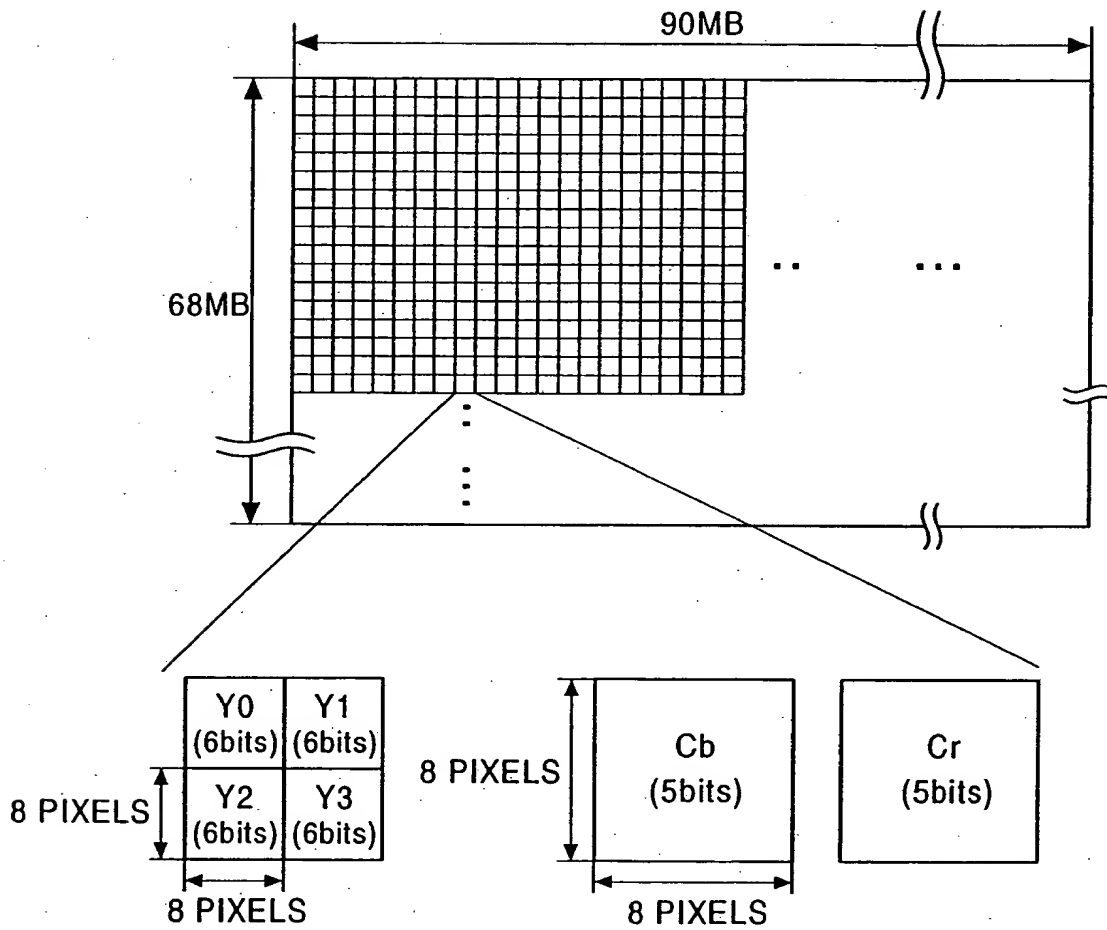 90MB
68MB
Y0
(6bits)
Y1
(6bits)
Y2
(6bits)
Y3
(6bits)
8 PIXELS
8 PIXELS
Cb
(5bits)
8 PIXELS
8 PIXELS
Cr
(5bits)